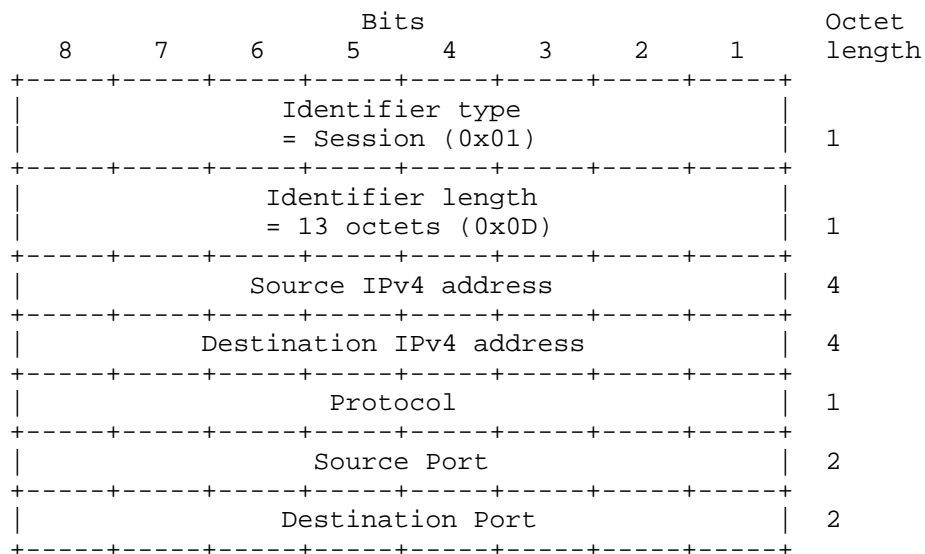 Bits                             Octet
   8     7     6     5     4     3     2     1    length
+-----+-----+-----+-----+-----+-----+-----+-----+
|                Identifier type                |
|                = Session (0x01)               |  1
+-----+-----+-----+-----+-----+-----+-----+-----+
|               Identifier length               |
|               = 13 octets (0x0D)              |  1
+-----+-----+-----+-----+-----+-----+-----+-----+
|              Source IPv4 address              |  4
+-----+-----+-----+-----+-----+-----+-----+-----+
|           Destination IPv4 address            |  4
+-----+-----+-----+-----+-----+-----+-----+-----+
|                   Protocol                    |  1
+-----+-----+-----+-----+-----+-----+-----+-----+
|                  Source Port                  |  2
+-----+-----+-----+-----+-----+-----+-----+-----+
|                Destination Port               |  2
+-----+-----+-----+-----+-----+-----+-----+-----+